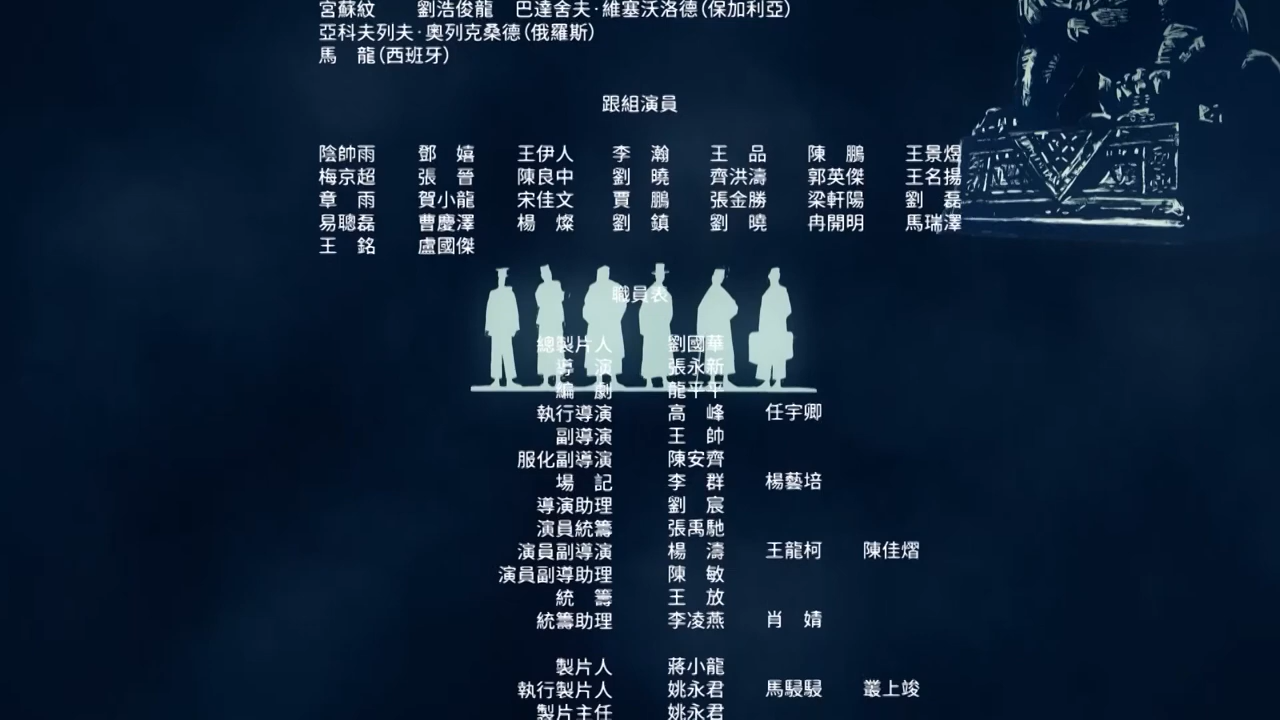 宮蘇紋 劉浩俊龍 巴達舍夫·維塞沃洛德(保加利亞)
亞科夫列夫·奧列克桑德(俄羅斯)
馬 龍(西班牙)
跟組演員
陰帥雨 鄧 嬉 王伊人 李 瀚 王 品 陳 鵬 王景煜
梅京超 張 晉 陳良中 劉 曉 齊洪濤 郭英傑 王名揚
章 雨 賀小龍 宋佳文 賈 鵬 張金勝 梁軒陽 劉 磊
易聰磊 曹慶澤 楊 燦 劉 鎮 劉 曉 冉開明 馬瑞澤
王 銘 盧國傑
職員表
總製片人 劉國華
導 演 張永新
編 劇 龍平平
執行導演 高 峰 任宇卿
副導演 王 帥
服化副導演 陳安齊
場 記 李 群 楊藝培
導演助理 劉 宸
演員統籌 張禹馳
演員副導演 楊 濤 王龍柯 陳佳熠
演員副導助理 陳 敏
統 籌 王 放
統籌助理 李凌燕 肖 婧
製片人 蔣小龍
執行製片人 姚永君 馬駸駸 叢上竣
製片主任 姚永君